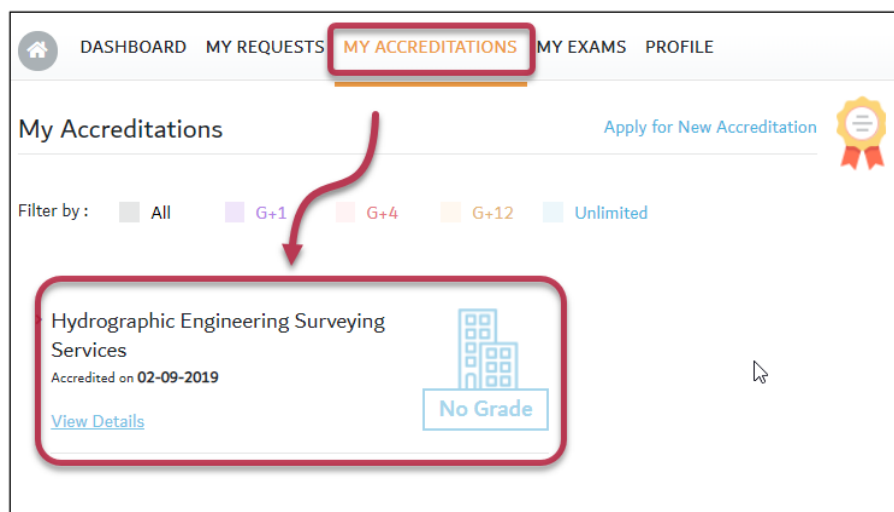 DASHBOARD MY REQUESTS MY ACCREDITATIONS MY EXAMS PROFILE
My Accreditations
Apply for New Accreditation
Filter by : All G+1 G+4 G+12 Unlimited
Hydrographic Engineering Surveying
Services
Accredited on 02-09-2019
View Details
No Grade